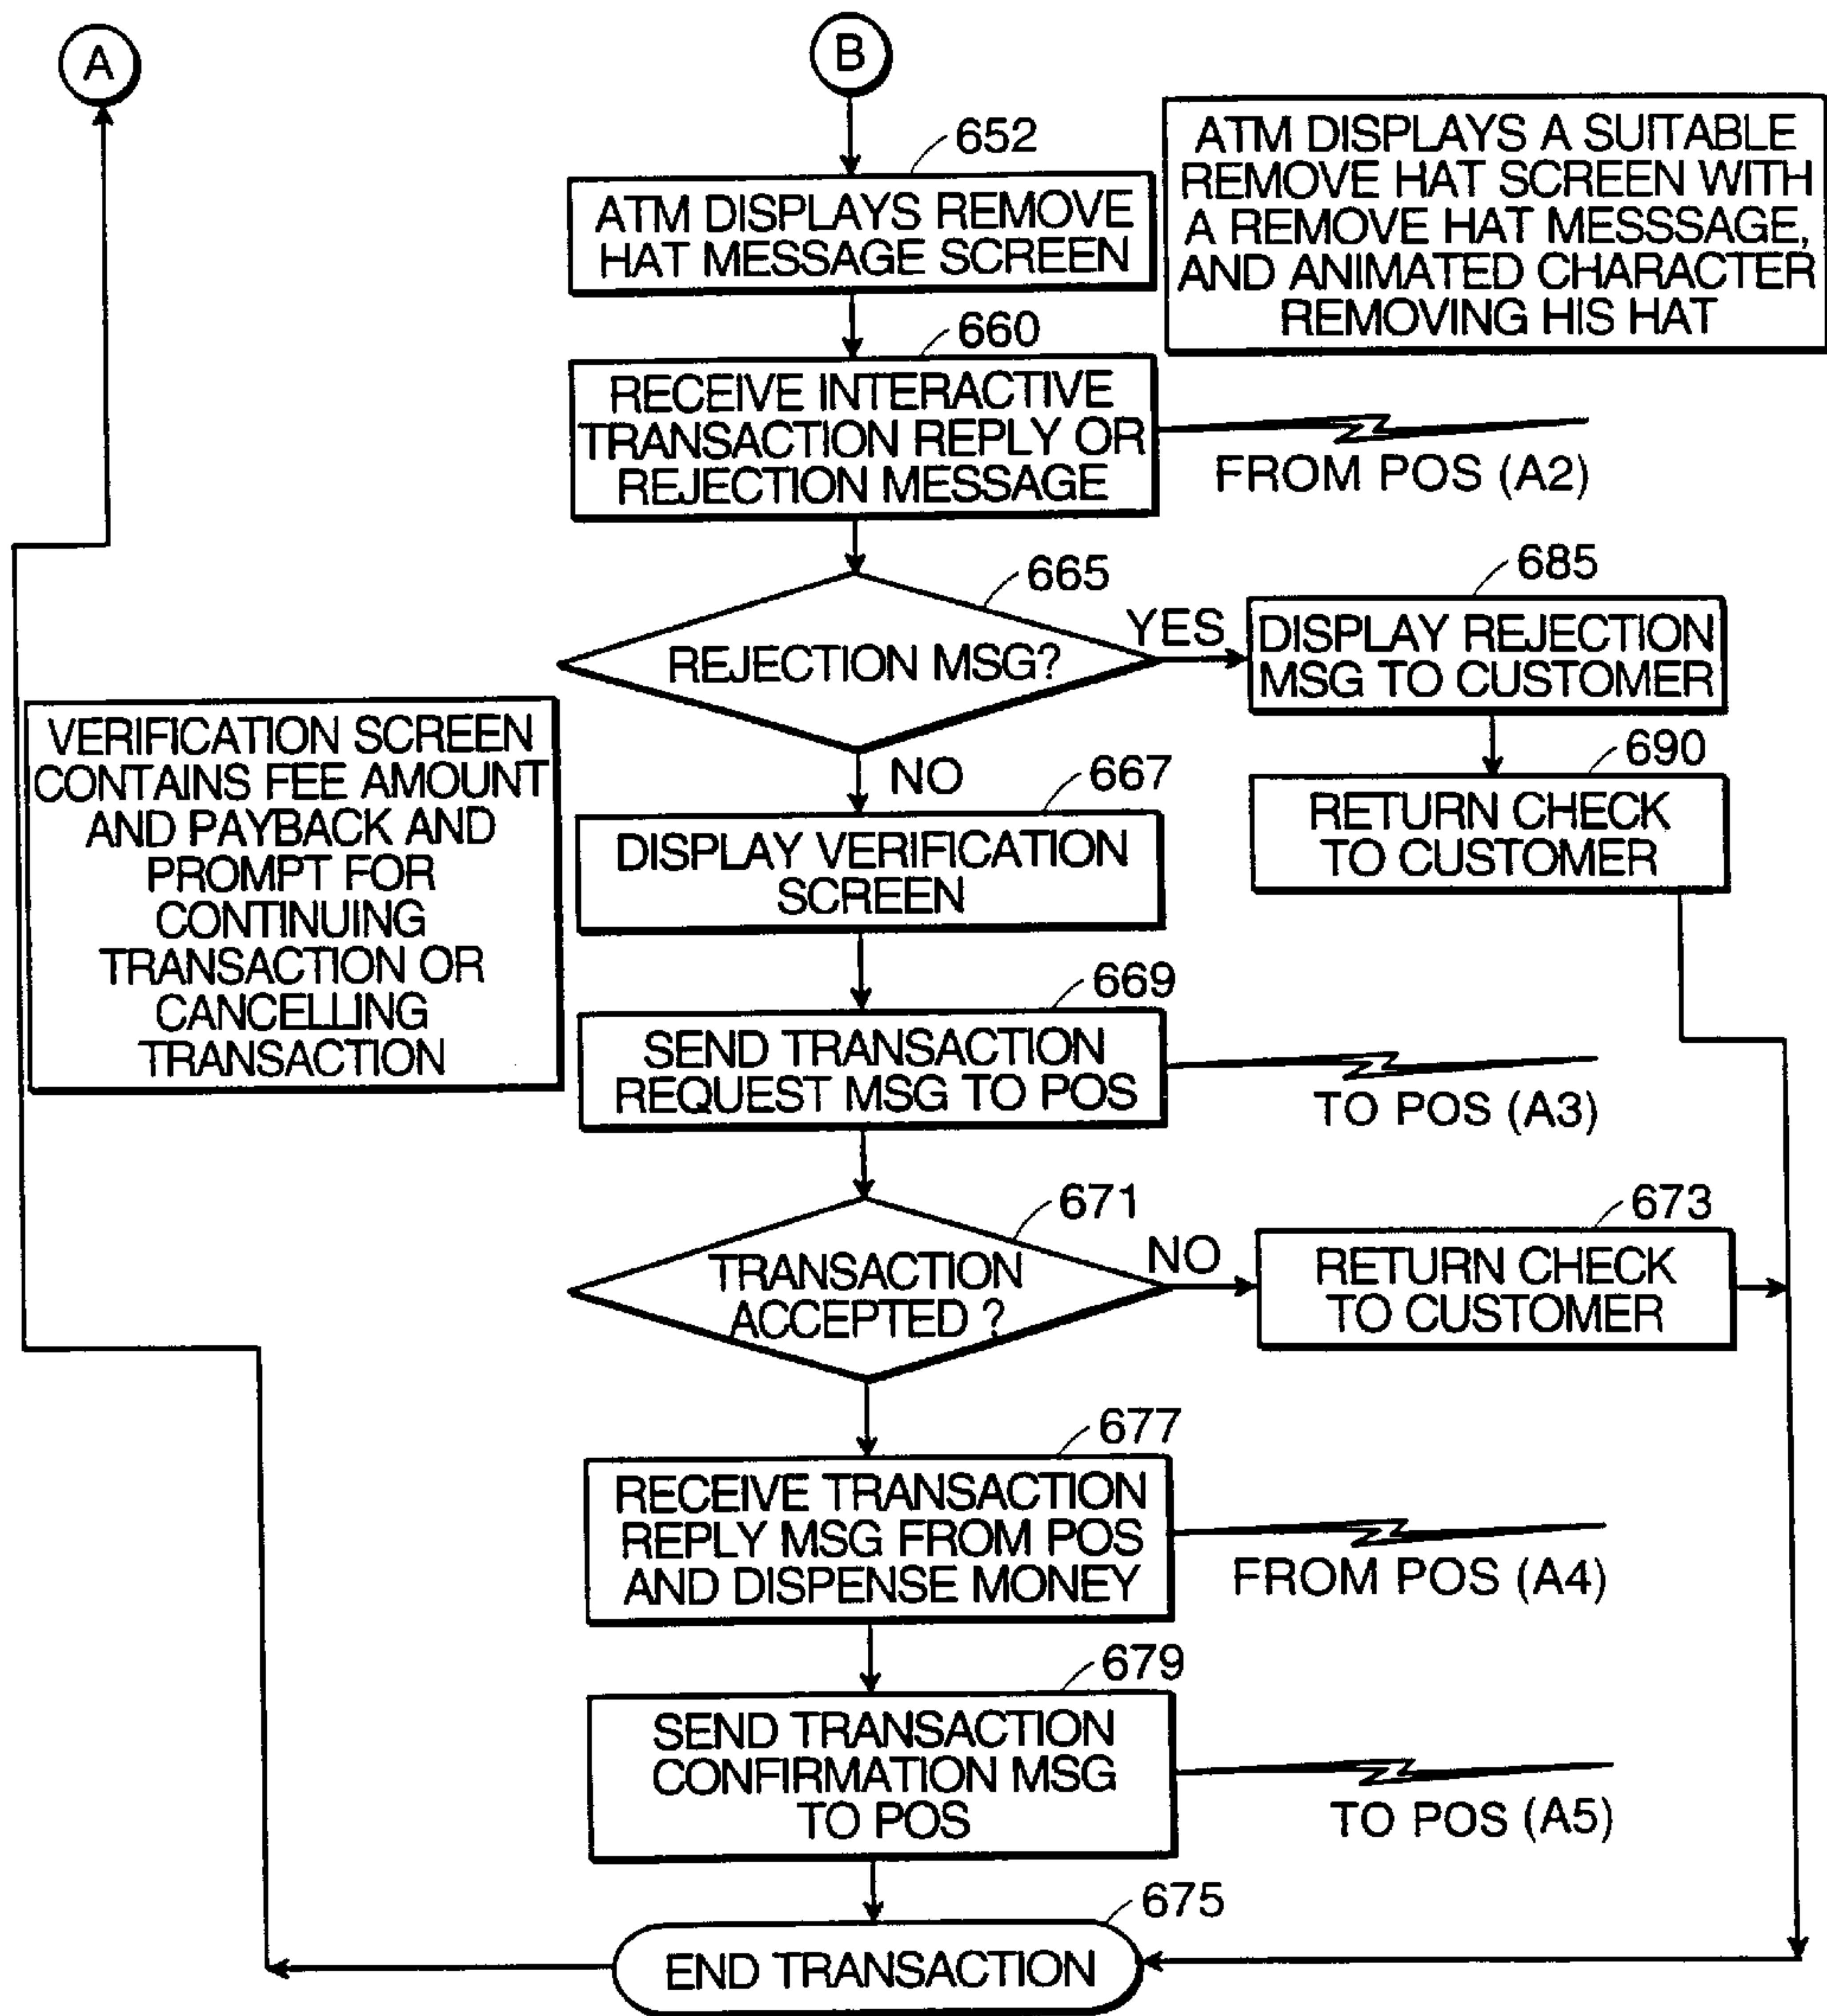 A
B
652
ATM DISPLAYS REMOVE
HAT MESSAGE SCREEN
ATM DISPLAYS A SUITABLE
REMOVE HAT SCREEN WITH
A REMOVE HAT MESSSAGE,
AND ANIMATED CHARACTER
REMOVING HIS HAT
660
RECEIVE INTERACTIVE
TRANSACTION REPLY OR
REJECTION MESSAGE
FROM POS (A2)
665
REJECTION MSG?
YES
685
DISPLAY REJECTION
MSG TO CUSTOMER
690
RETURN CHECK
TO CUSTOMER
NO
667
DISPLAY VERIFICATION
SCREEN
VERIFICATION SCREEN
CONTAINS FEE AMOUNT
AND PAYBACK AND
PROMPT FOR
CONTINUING
TRANSACTION OR
CANCELLING
TRANSACTION
669
SEND TRANSACTION
REQUEST MSG TO POS
TO POS (A3)
671
TRANSACTION
ACCEPTED ?
NO
673
RETURN CHECK
TO CUSTOMER
677
RECEIVE TRANSACTION
REPLY MSG FROM POS
AND DISPENSE MONEY
FROM POS (A4)
679
SEND TRANSACTION
CONFIRMATION MSG
TO POS
TO POS (A5)
675
END TRANSACTION